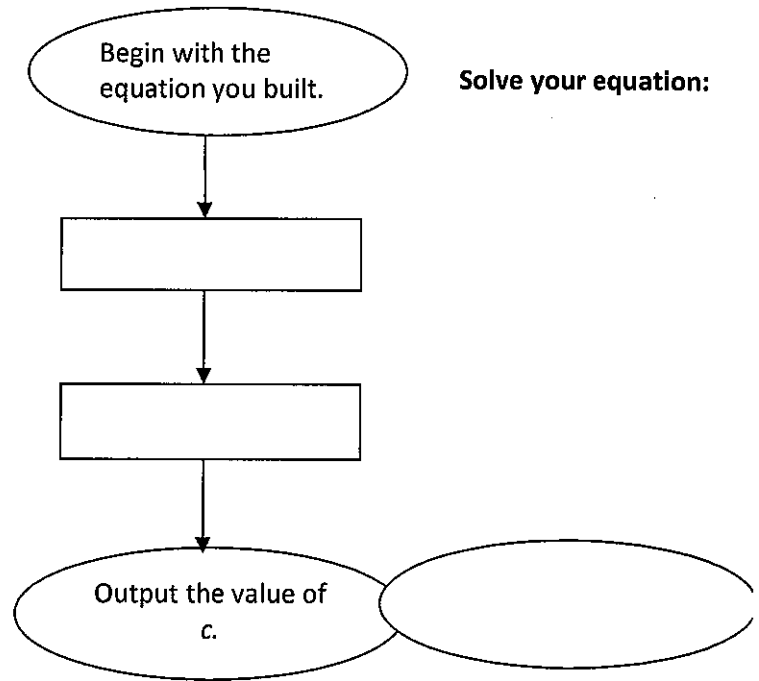 Begin with the
equation you built.
Solve your equation:
Output the value of
c.